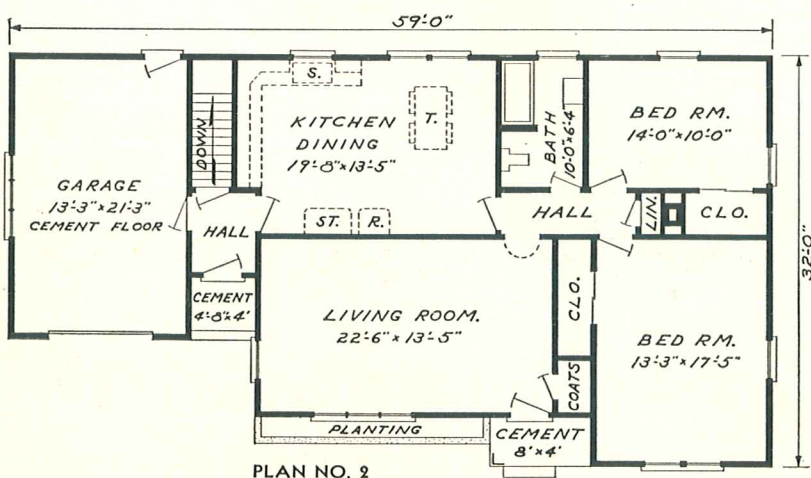 59'-0"
S.
T.
KITCHEN
DINING
19'-8"x13'-5"
BATH
10'-0"x6'-4
BED RM.
14'-0"x10'-0"
DOWN
GARAGE
13'-3"x21'-3"
CEMENT FLOOR
HALL
ST.
R.
HALL
LIN.
CLO.
32'-0"
CEMENT
4'-8"x4'
LIVING ROOM.
22'-6"x13'-5"
CLO.
BED RM.
13'-3"x17'-5"
COATS
PLANTING
CEMENT
8'x4'
PLAN NO. 2